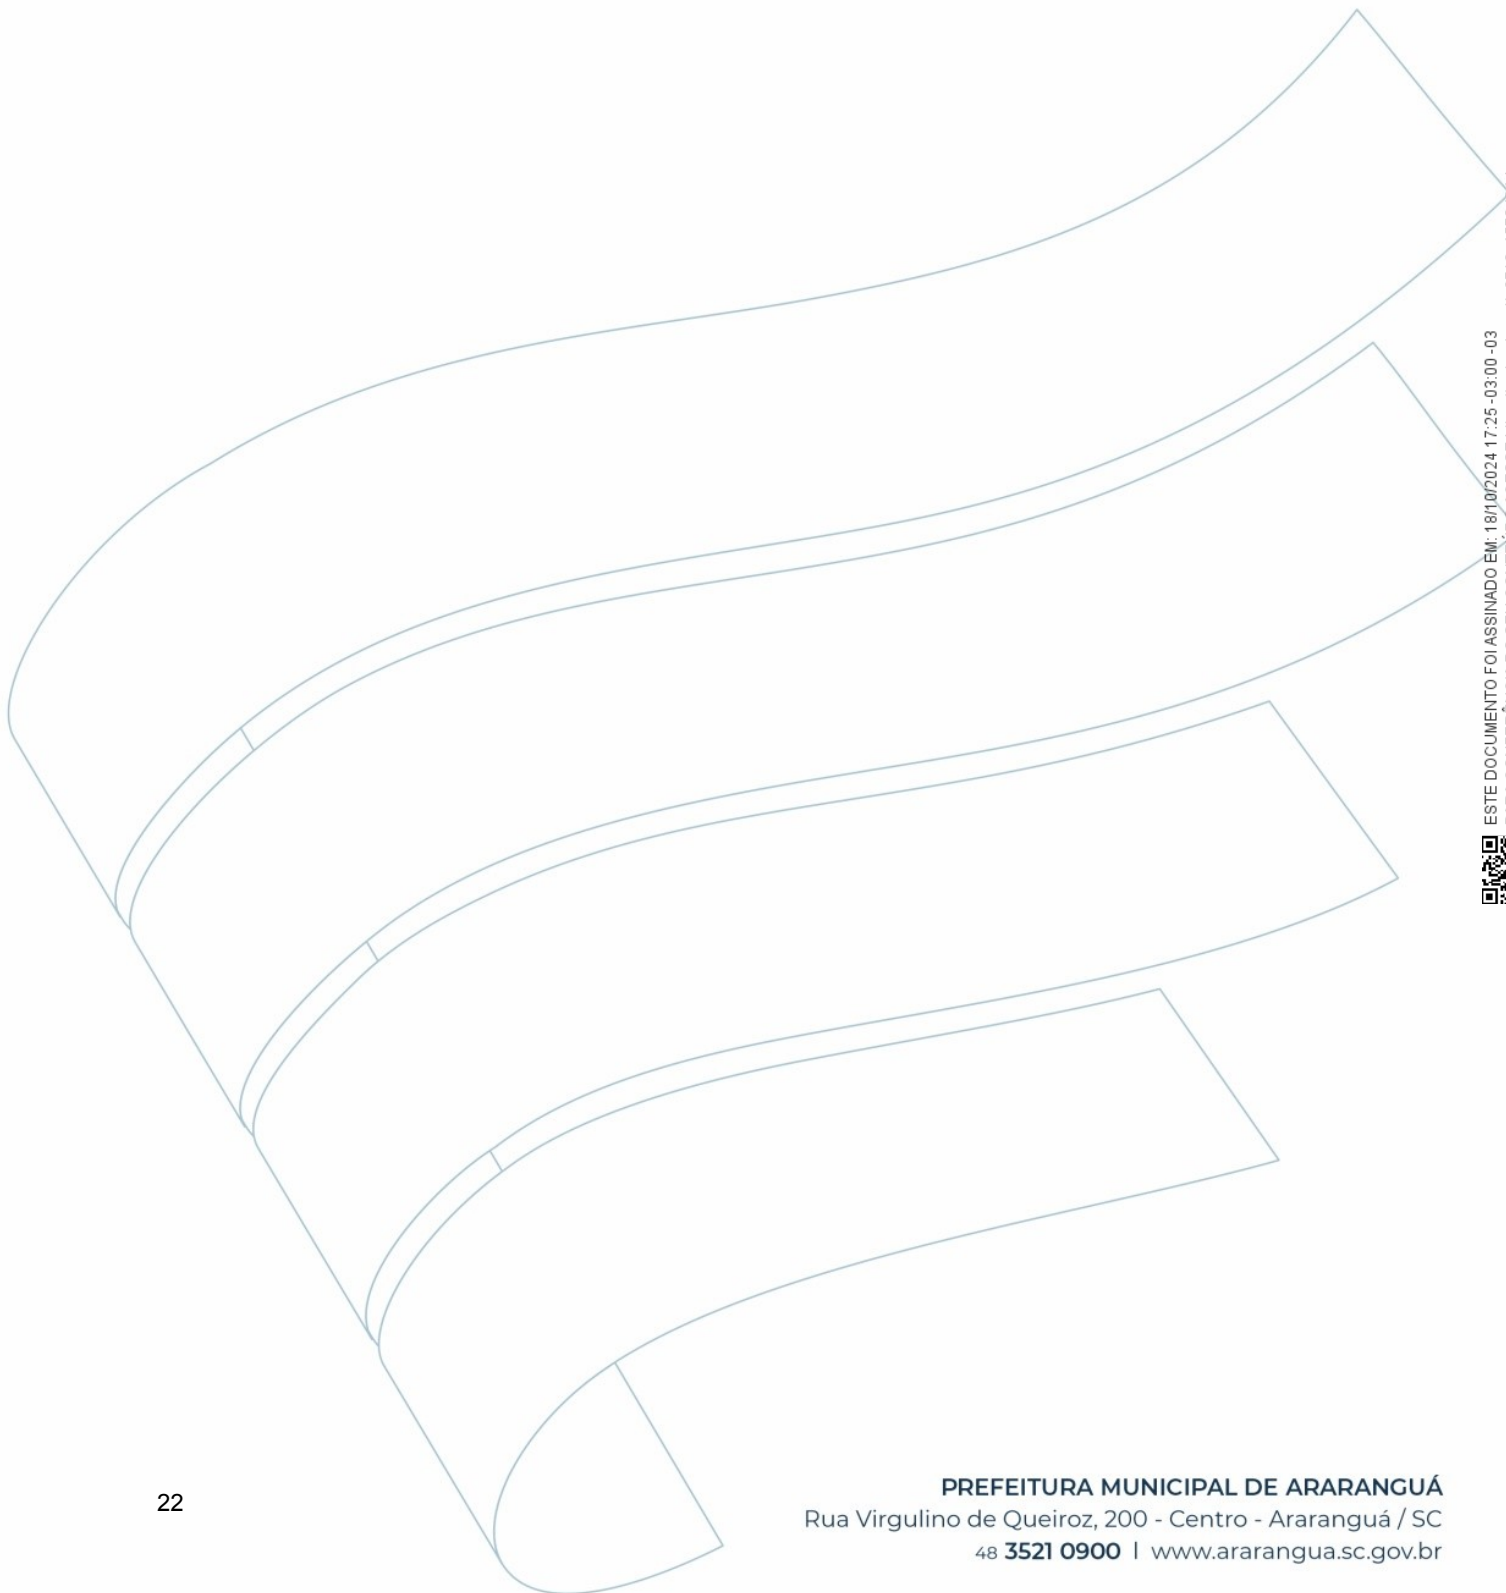 ESTE DOCUMENTO FOI ASSINADO EM: 18/10/2024 17:25 -03:00 -03
22
PREFEITURA MUNICIPAL DE ARARANGUÁ
Rua Virgulino de Queiroz, 200 - Centro - Araranguá / SC
48 3521 0900 | www.ararangua.sc.gov.br